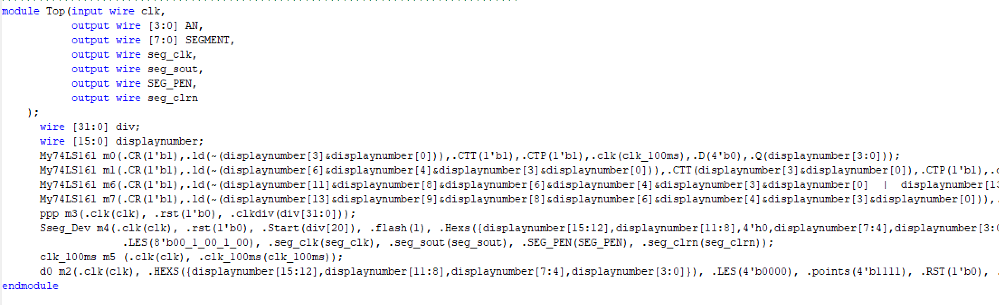 module Top(input wire clk,
output wire [3:0] AN,
output wire [7:0] SEGMENT,
output wire seg_clk,
output wire seg_sout,
output wire SEG_PEN,
output wire seg_clrn
);
wire [31:0] div;
wire [15:0] displaynumber;
My74LS161 m0(.CR(1'b1),.ld(~(displaynumber[3]&displaynumber[0])),.CTT(1'b1),.CTP(1'b1),.clk(clk_100ms),.D(4'b0),.Q(displaynumber[3:0]));
My74LS161 m1(.CR(1'b1),.ld(~(displaynumber[6]&displaynumber[4]&displaynumber[3]&displaynumber[0])),.CTT(displaynumber[3]&displaynumber[0]),.CTP(1'b1),.
My74LS161 m6(.CR(1'b1),.ld(~(displaynumber[11]&displaynumber[8]&displaynumber[6]&displaynumber[4]&displaynumber[3]&displaynumber[0] | displaynumber[13
My74LS161 m7(.CR(1'b1),.ld(~(displaynumber[13]&displaynumber[9]&displaynumber[8]&displaynumber[6]&displaynumber[4]&displaynumber[3]&displaynumber[0])),.
ppp m3(.clk(clk), .rst(1'b0), .clkdiv(div[31:0]));
Sseg_Dev m4(.clk(clk), .rst(1'b0), .Start(div[20]), .flash(1), .Hexs({displaynumber[15:12],displaynumber[11:8],4'h0,displaynumber[7:4],displaynumber[3:0
.LES(8'b00_1_00_1_00), .seg_clk(seg_clk), .seg_sout(seg_sout), .SEG_PEN(SEG_PEN), .seg_clrn(seg_clrn));
clk_100ms m5 (.clk(clk), .clk_100ms(clk_100ms));
d0 m2(.clk(clk), .HEXS({displaynumber[15:12],displaynumber[11:8],displaynumber[7:4],displaynumber[3:0]}), .LES(4'b0000), .points(4'b1111), .RST(1'b0), .
endmodule